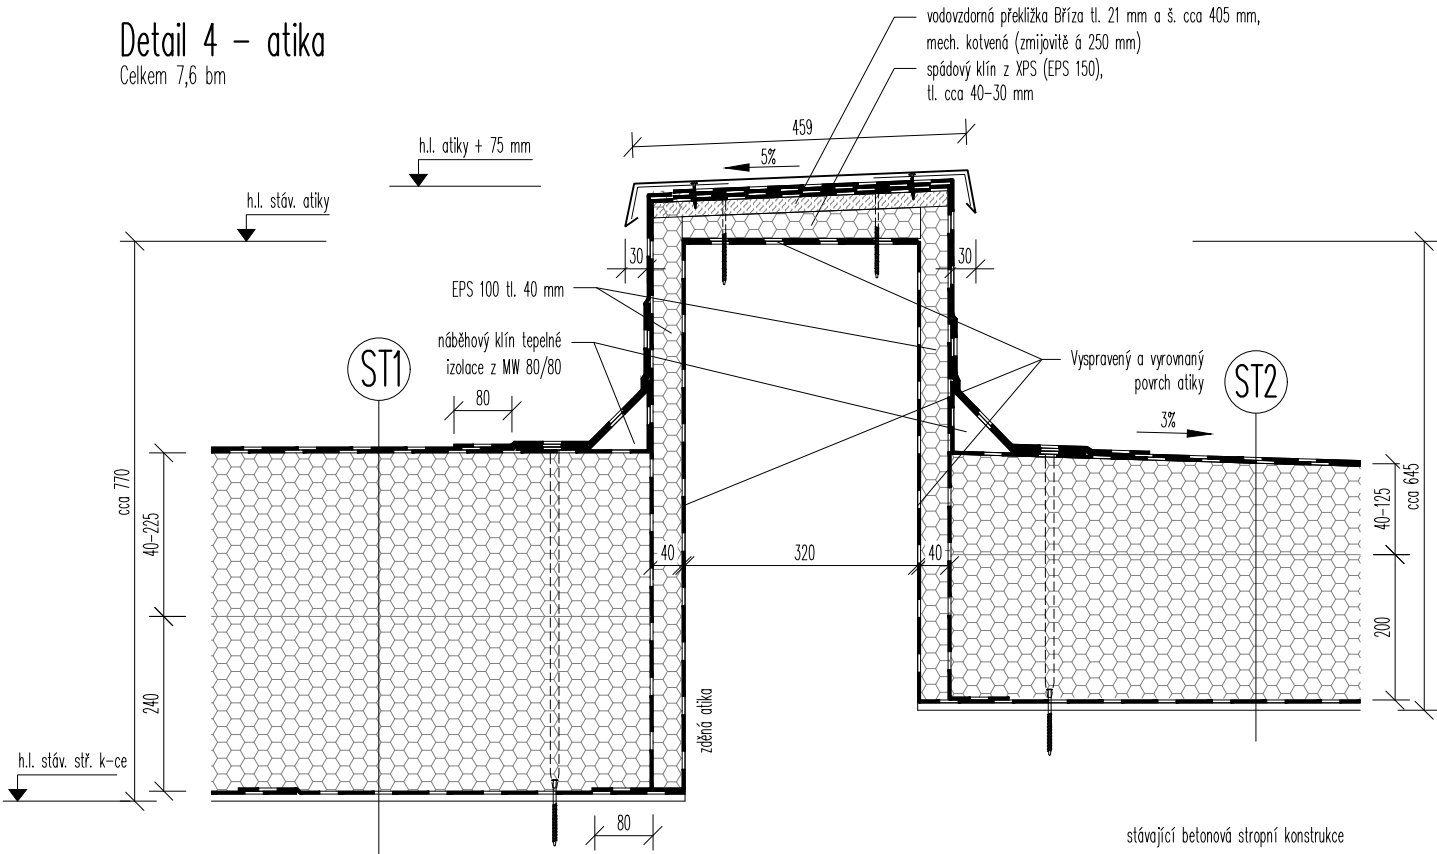 Detail 4 – atika
Celkem 7,6 bm
vodovzdorná překližka Bříza tl. 21 mm a š. cca 405 mm,
mech. kotvená (zmijovitě á 250 mm)
spádový klín z XPS (EPS 150),
tl. cca 40-30 mm
459
5%
h.l. atiky + 75 mm
h.l. stáv. atiky
30
30
EPS 100 tl. 40 mm
náběhový klín tepelné
izolace z MW 80/80
80
ST1
Vyspravený a vyrovnaný
povrch atiky
ST2
3%
cca 770
40-225
240
40
320
40
40-125
cca 645
200
zděná atika
h.l. stáv. stř. k-ce
80
stávající betonová stropní konstrukce